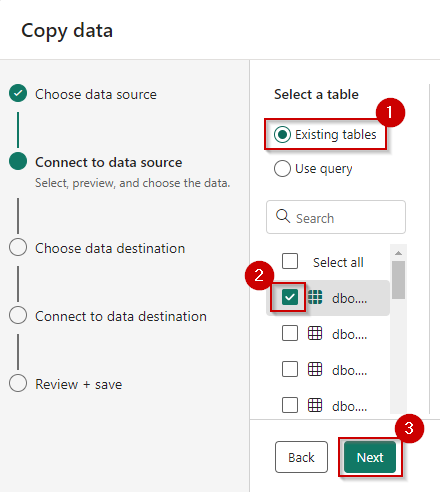 Copy data
Choose data source
Connect to data source
Select, preview, and choose the data.
Choose data destination
Connect to data destination
Review + save
Select a table
1
Existing tables
Use query
Search
Select all
2
dbo....
dbo....
dbo....
dbo....
3
Back
Next